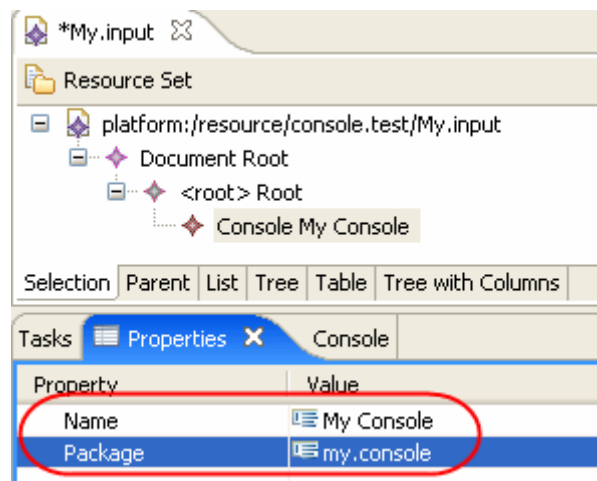 *My.input
Resource Set
platform:/resource/console.test/My.input
Document Root
<root> Root
Console My Console
Selection Parent List Tree Table Tree with Columns
Tasks Properties Console
Property Value
Name My Console
Package my.console